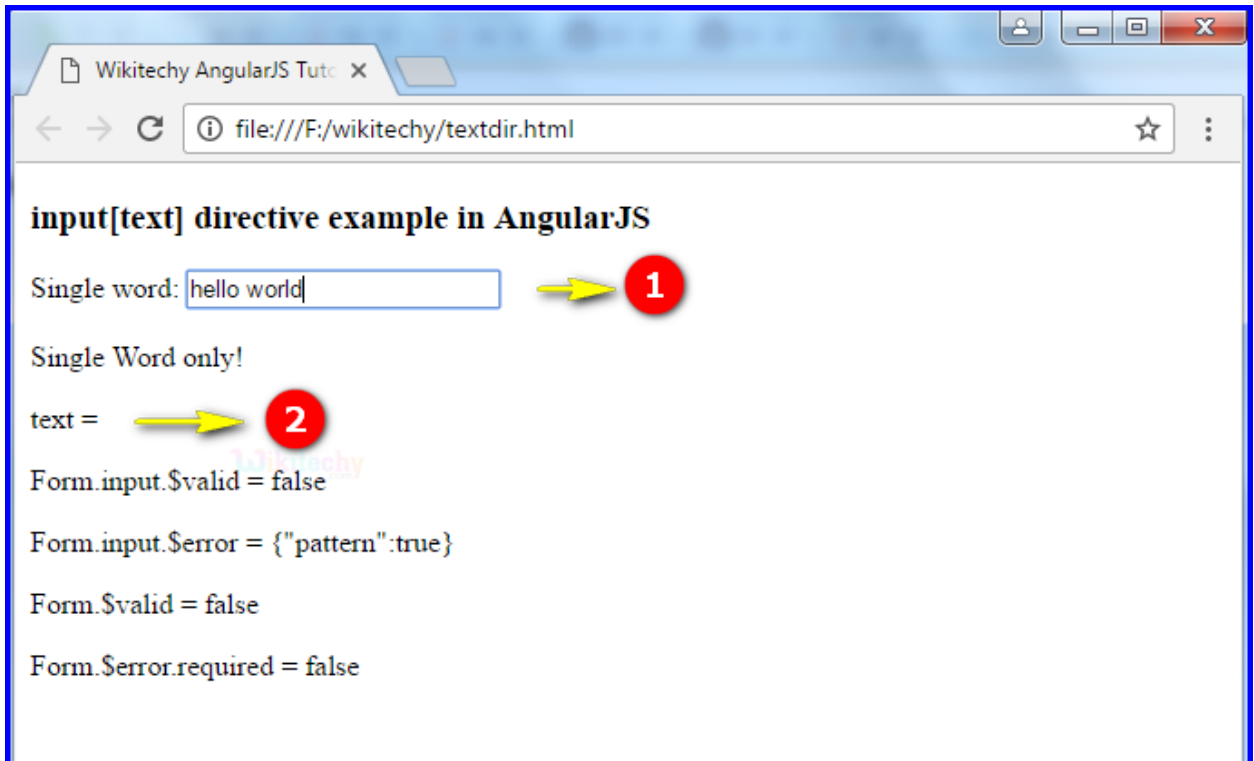 Wikitechy AngularJS Tuto
file:///F:/wikitechy/textdir.html
input[text] directive example in AngularJS
Single word: hello world 1
Single Word only!
text = 2
Wikitechy
Form.input.$valid = false
Form.input.$error = {"pattern":true}
Form.$valid = false
Form.$error.required = false